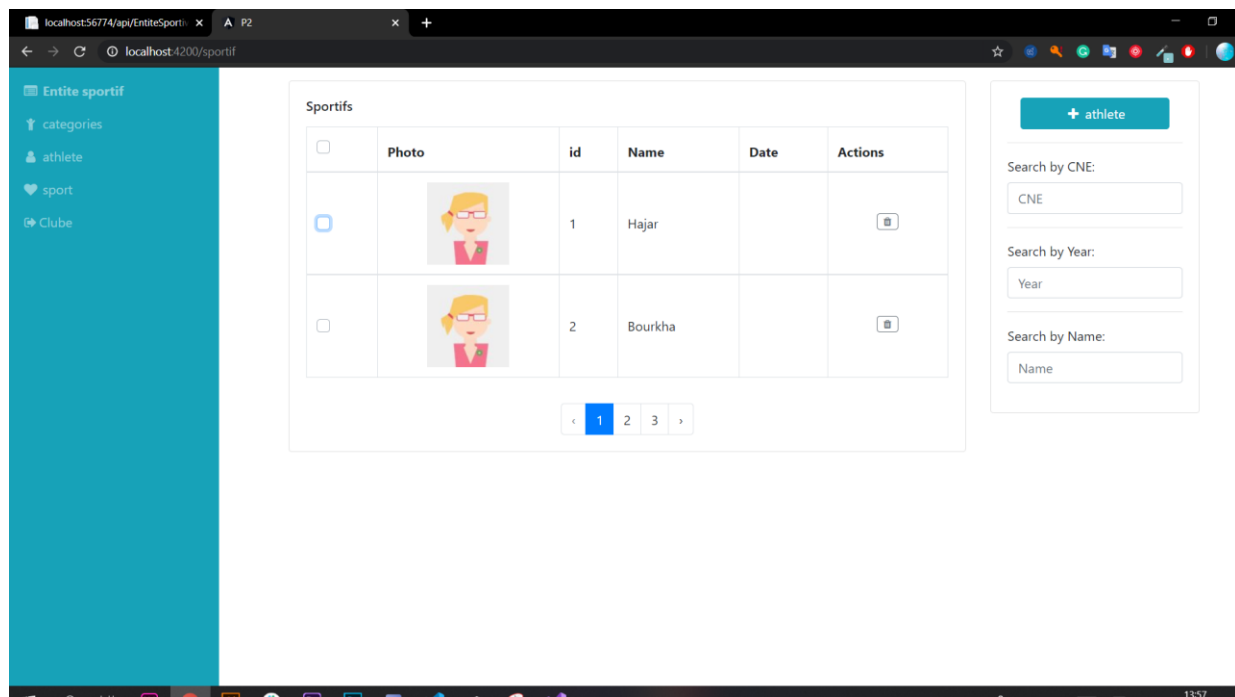 localhost:56774/api/EntiteSportiv
P2
localhost:4200/sportif
Entite sportif
categories
athlete
sport
Clube
Sportifs
Photo id Name Date Actions
1 Hajar
2 Bourkha
‹ 1 2 3 ›
+ athlete
Search by CNE:
CNE
Search by Year:
Year
Search by Name:
Name
13:57